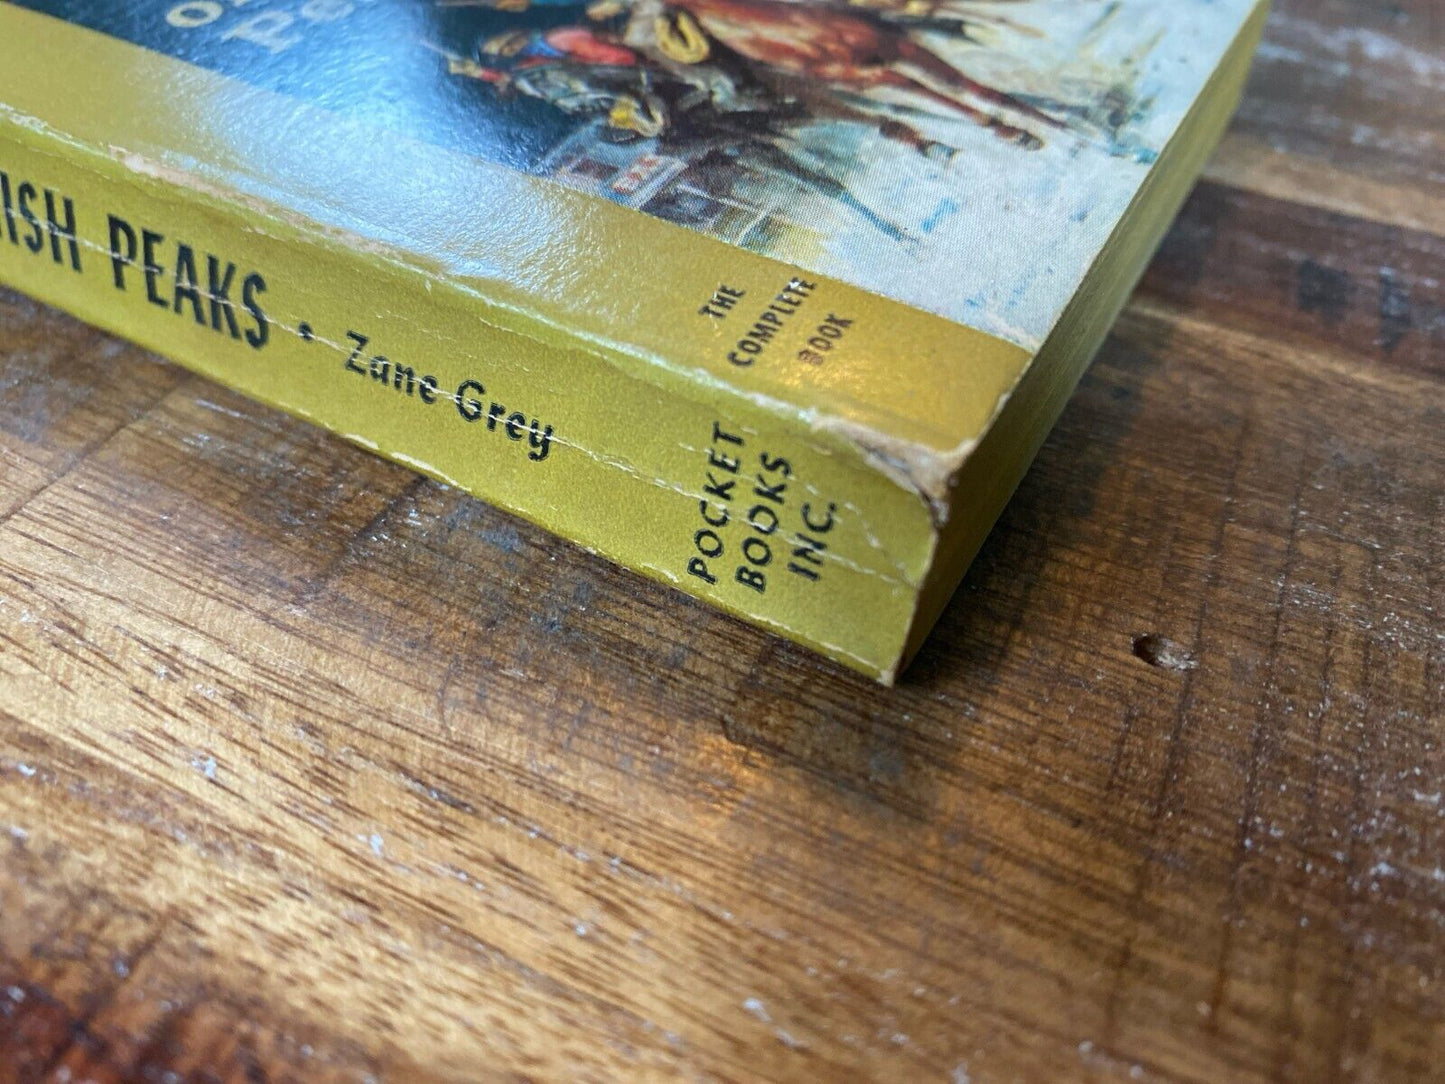 ISH PEAKS • Zane Grey
POCKET
BOOKS
INC.
THE
COMPLETE
BOOK